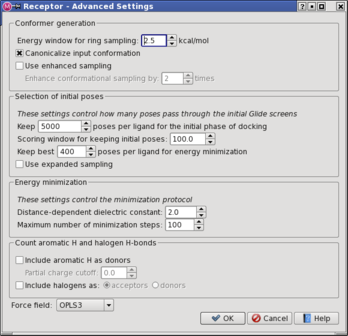 Receptor - Advanced Settings
Conformer generation
Energy window for ring sampling: 2.5 kcal/mol
Canonicalize input conformation
Use enhanced sampling
Enhance conformational sampling by: 2 times
Selection of initial poses
These settings control how many poses pass through the initial Glide screens
Keep 5000 poses per ligand for the initial phase of docking
Scoring window for keeping initial poses: 100.0
Keep best 400 poses per ligand for energy minimization
Use expanded sampling
Energy minimization
These settings control the minimization protocol
Distance-dependent dielectric constant: 2.0
Maximum number of minimization steps: 100
Count aromatic H and halogen H-bonds
Include aromatic H as donors
Partial charge cutoff: 0.0
Include halogens as: acceptors donors
Force field: OPLS3
OK Cancel Help